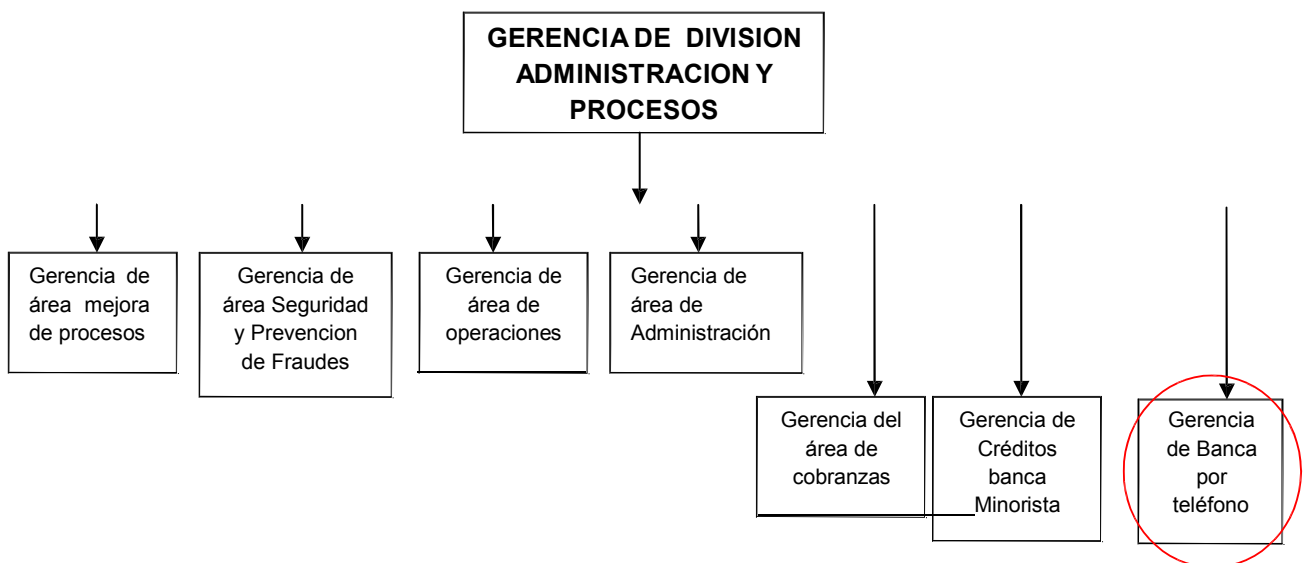 GERENCIA DE DIVISION
ADMINISTRACION Y
PROCESOS
Gerencia de
área mejora
de procesos
Gerencia de
área Seguridad
y Prevencion
de Fraudes
Gerencia de
área de
operaciones
Gerencia de
área de
Administración
Gerencia del
área de
cobranzas
Gerencia de
Créditos
banca
Minorista
Gerencia
de Banca
por
teléfono